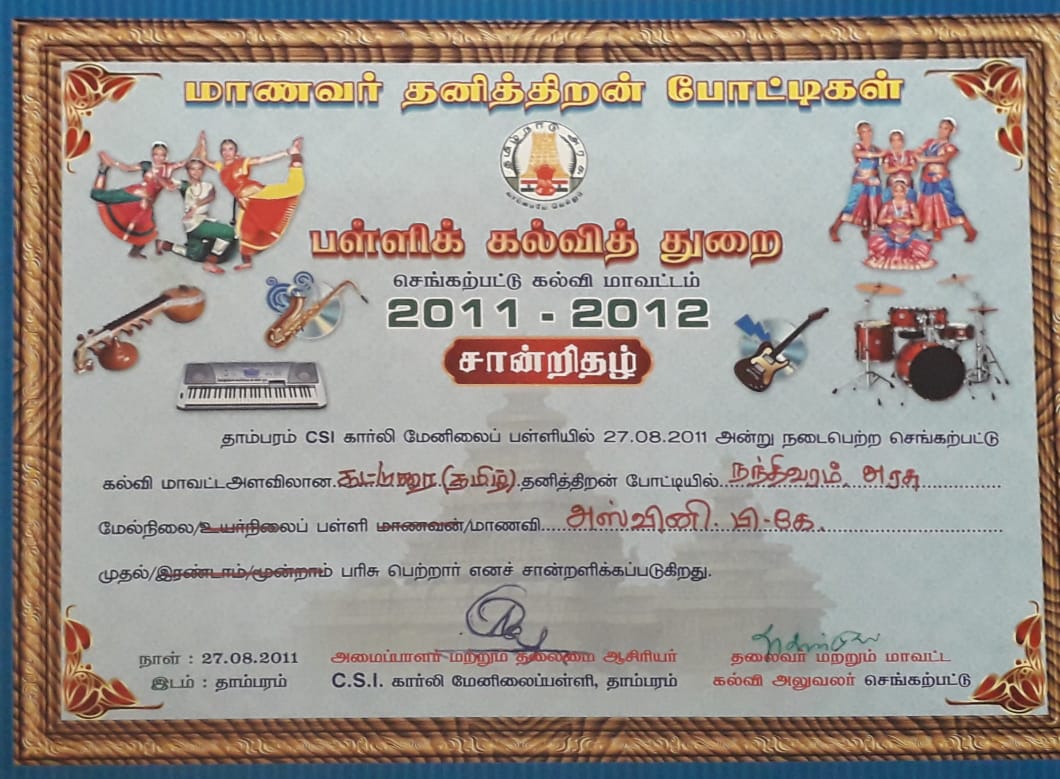 மாணவர் தனித்திறன் போட்டிகள்
தமிழ்நாடு அரசு
வாய்மையே வெல்லும்
பள்ளிக் கல்வித் துறை
செங்கற்பட்டு கல்வி மாவட்டம்
2011 - 2012
சான்றிதழ்
தாம்பரம் CSI கார்லி மேனிலைப் பள்ளியில் 27.08.2011 அன்று நடைபெற்ற செங்கற்பட்டு
கல்வி மாவட்டஅளவிலான.கட்டுரை (தமிழ்).தனித்திறன் போட்டியில்..நந்திவரம். அரசு
மேல்நிலை/உயர்நிலைப் பள்ளி மாணவன்/மாணவி....அஸ்வினி. பி.கே.
முதல்/இரண்டாம்/மூன்றாம் பரிசு பெற்றார் எனச் சான்றளிக்கப்படுகிறது.
நாள் : 27.08.2011
இடம் : தாம்பரம்
அமைப்பாளர் மற்றும் தலைமை ஆசிரியர்
C.S.I. கார்லி மேனிலைப்பள்ளி, தாம்பரம்
தலைவர் மற்றும் மாவட்ட
கல்வி அலுவலர் செங்கற்பட்டு